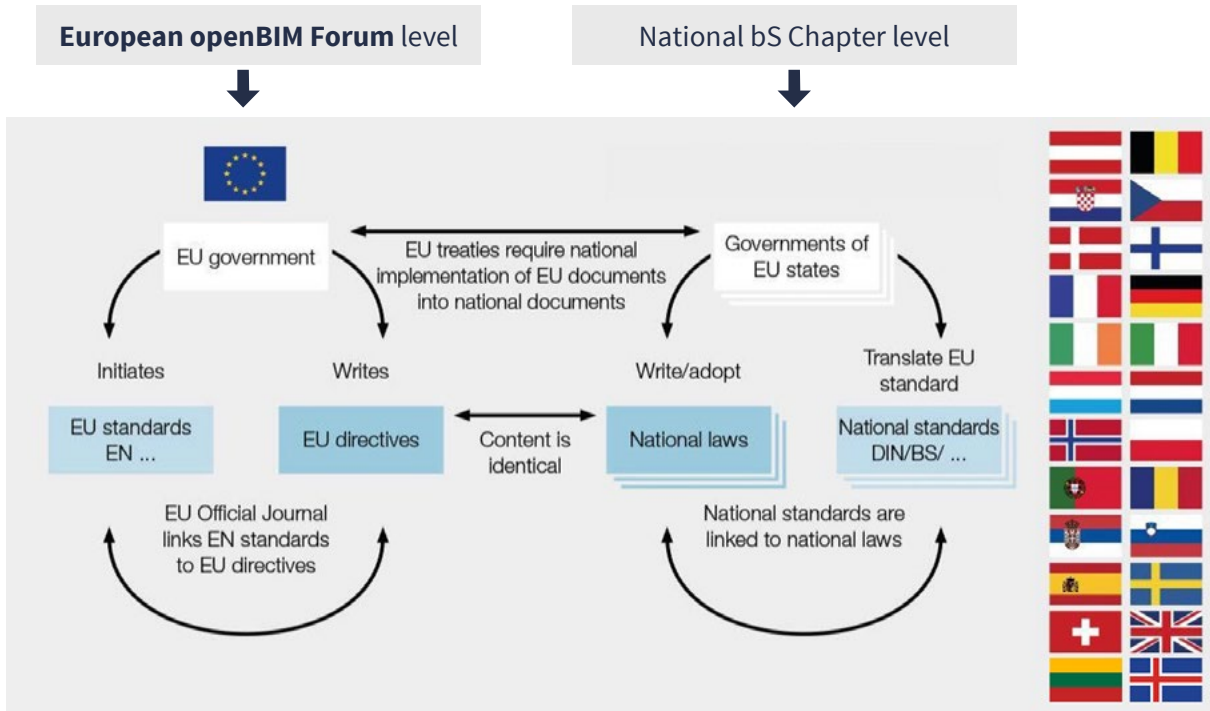 European openBIM Forum level
National bS Chapter level
EU government
EU treaties require national
implementation of EU documents
into national documents
Governments of
EU states
Initiates
Writes
Write/adopt
Translate EU
standard
EU standards
EN ...
EU directives
Content is
identical
National laws
National standards
DIN/BS/ ...
EU Official Journal
links EN standards
to EU directives
National standards are
linked to national laws